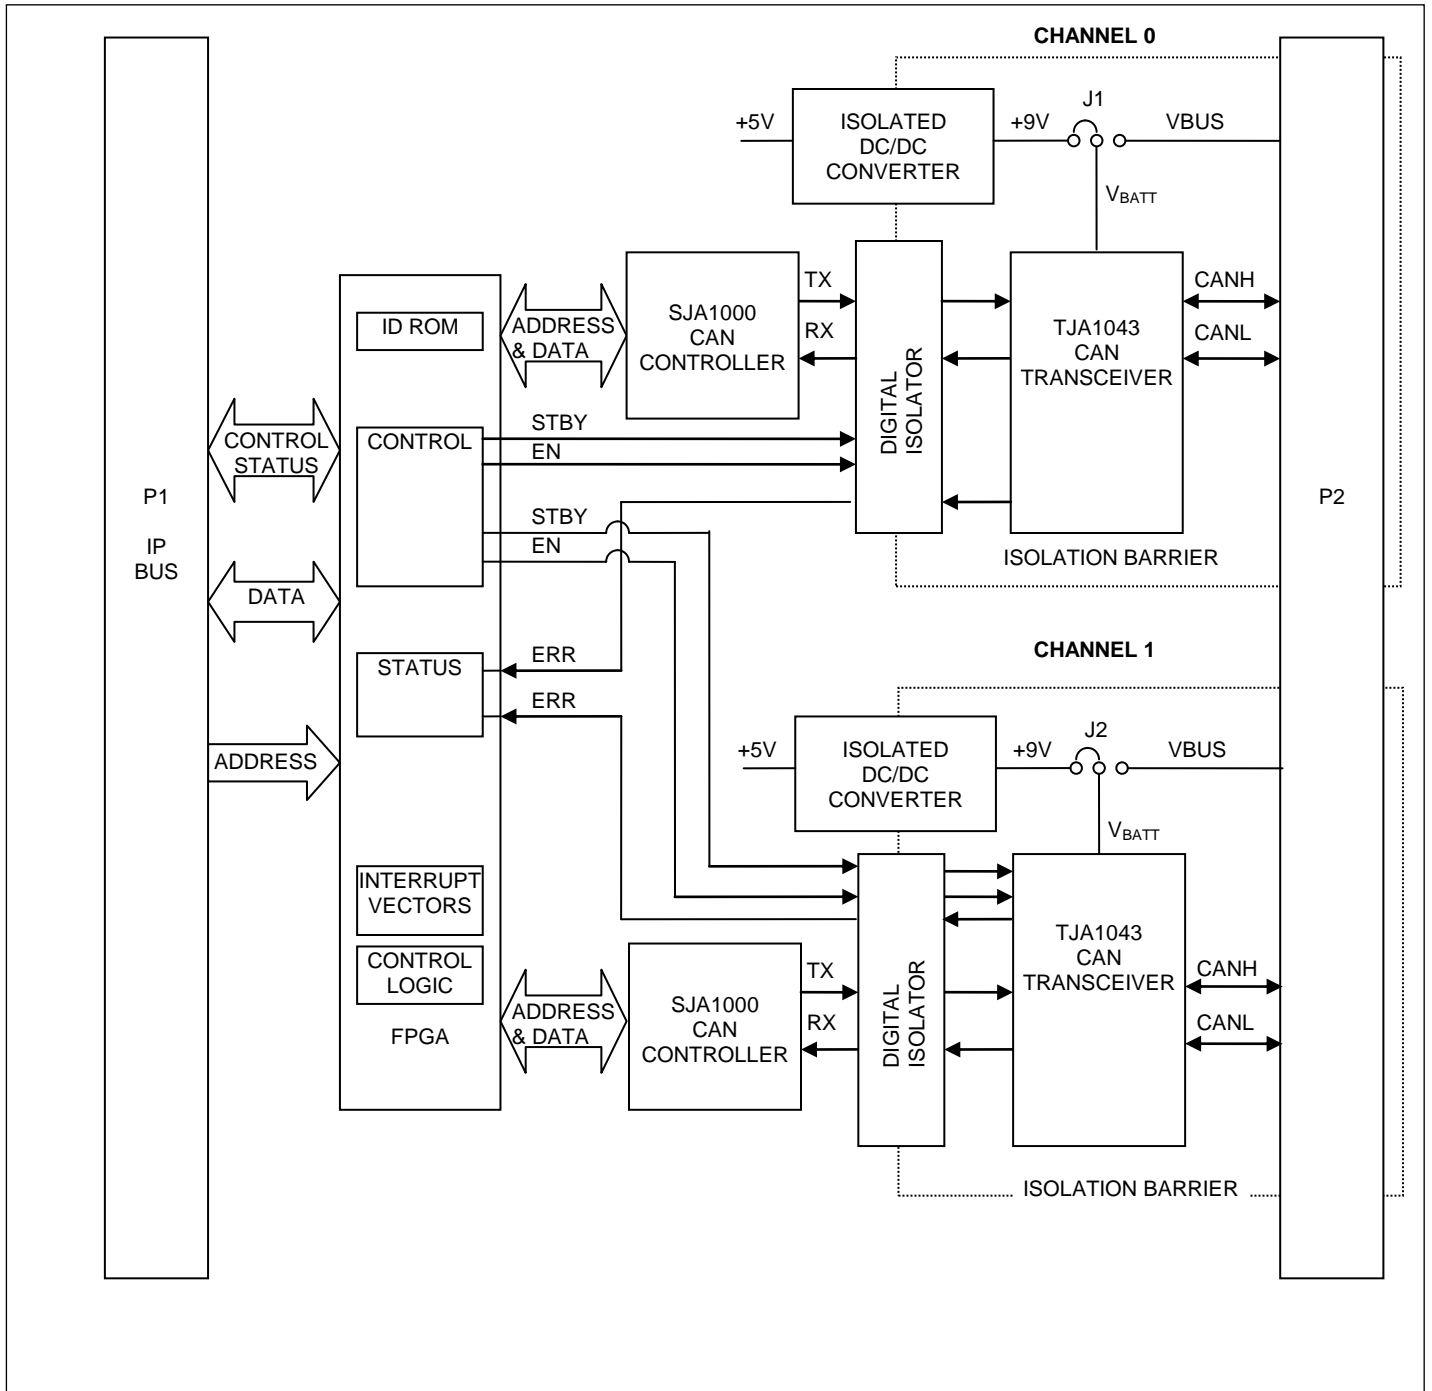 CHANNEL 0
J1
+5V
ISOLATED
DC/DC
CONVERTER
+9V
VBUS
VBATT
P1
IP
BUS
CONTROL
STATUS
DATA
ADDRESS
ID ROM
CONTROL
STATUS
INTERRUPT
VECTORS
CONTROL
LOGIC
FPGA
ADDRESS
& DATA
SJA1000
CAN
CONTROLLER
TX
RX
DIGITAL
ISOLATOR
TJA1043
CAN
TRANSCEIVER
CANH
CANL
STBY
EN
STBY
EN
ERR
ERR
ISOLATION BARRIER
P2
CHANNEL 1
J2
+5V
ISOLATED
DC/DC
CONVERTER
+9V
VBUS
VBATT
ADDRESS
& DATA
SJA1000
CAN
CONTROLLER
TX
RX
DIGITAL
ISOLATOR
TJA1043
CAN
TRANSCEIVER
CANH
CANL
ISOLATION BARRIER